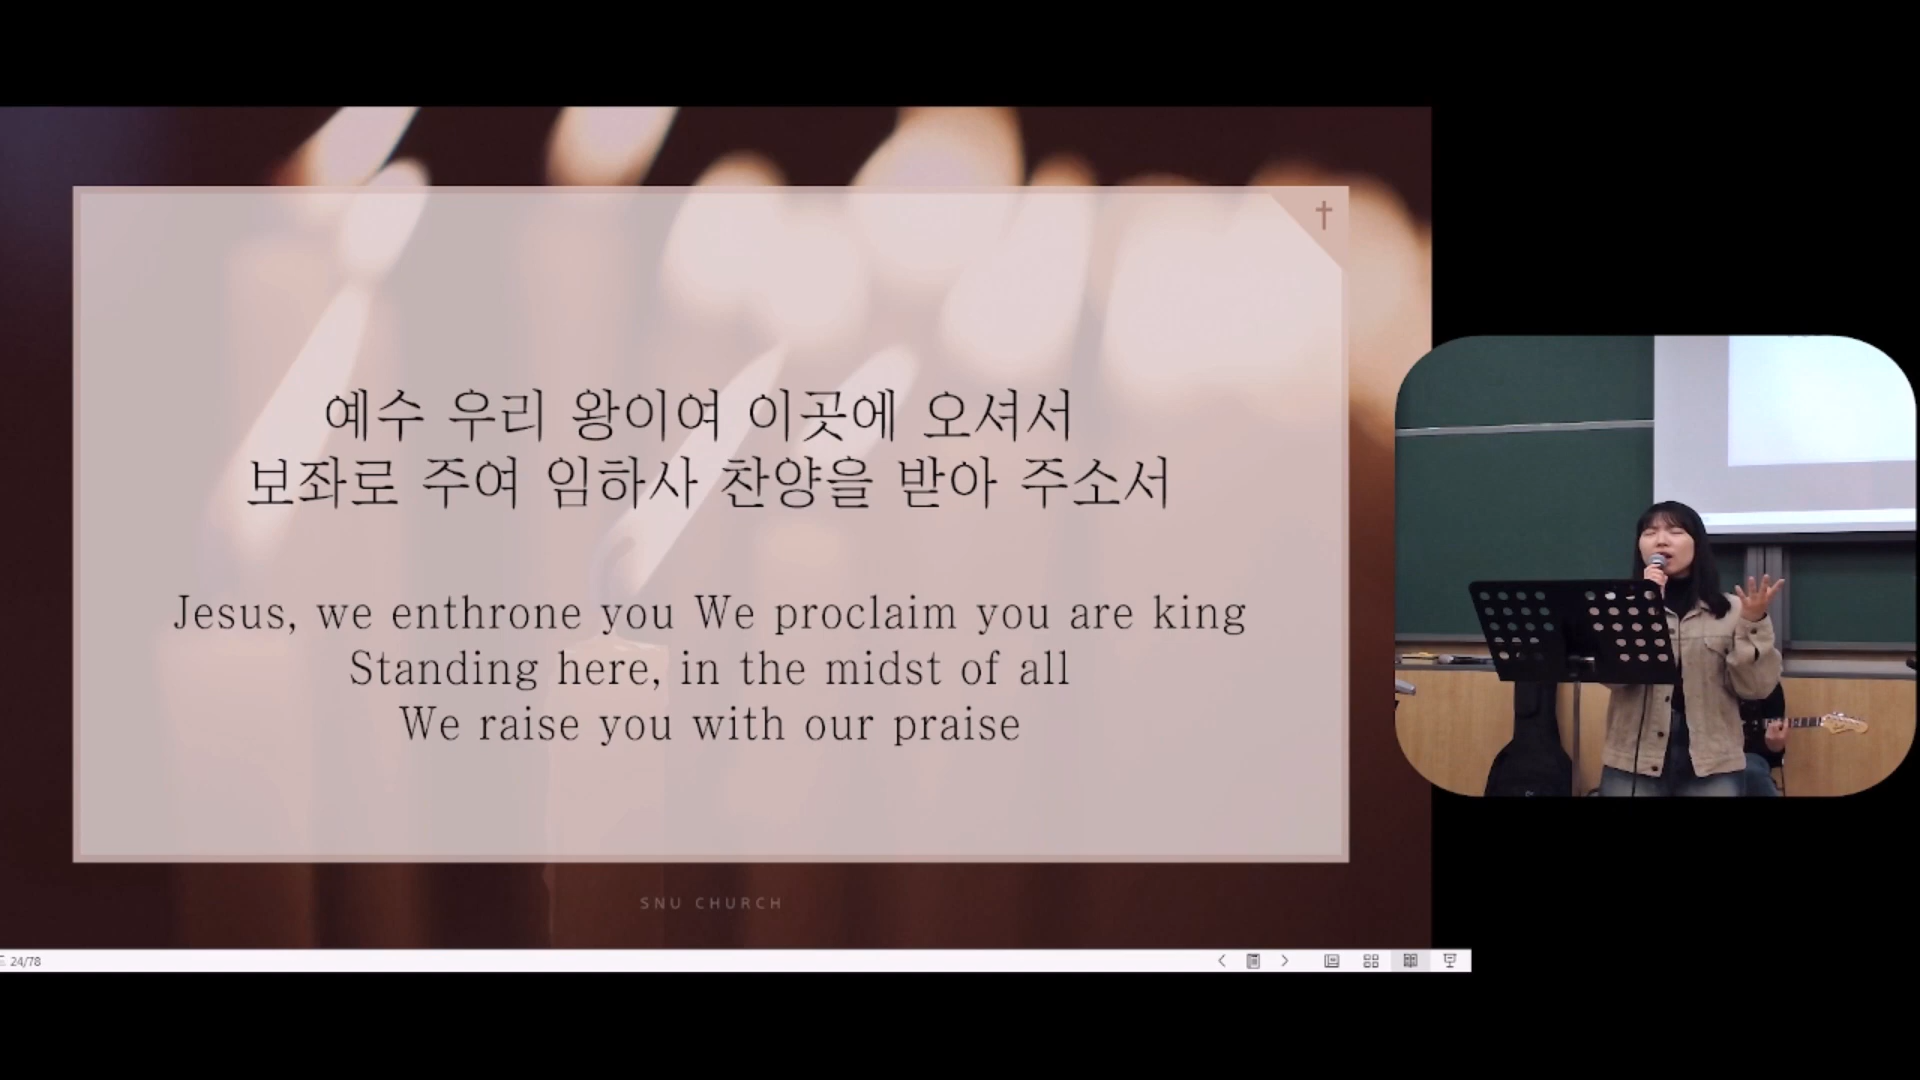 예수 우리 왕이여 이곳에 오셔서
보좌로 주여 임하사 찬양을 받아 주소서
Jesus, we enthrone you We proclaim you are king
Standing here, in the midst of all
We raise you with our praise
SNU CHURCH
24/78